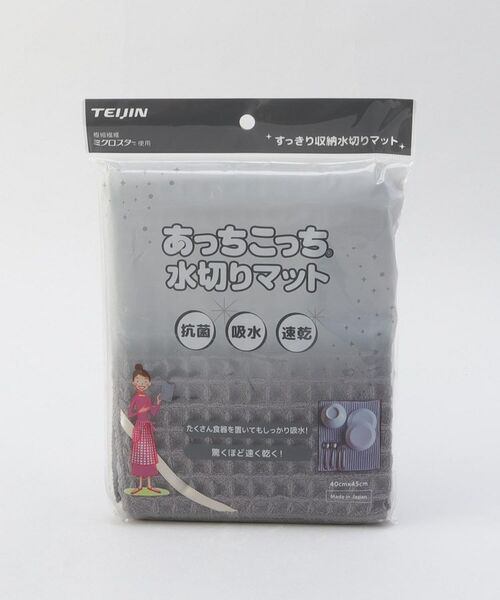 TEIJIN
極細繊維
ミクロスター® 使用
すっきり収納水切りマット
あっちこっち®
水切りマット
抗菌
吸水
速乾
たくさん食器を置いてもしっかり吸水!
驚くほど速く乾く!
40cm×45cm
Made in Japan